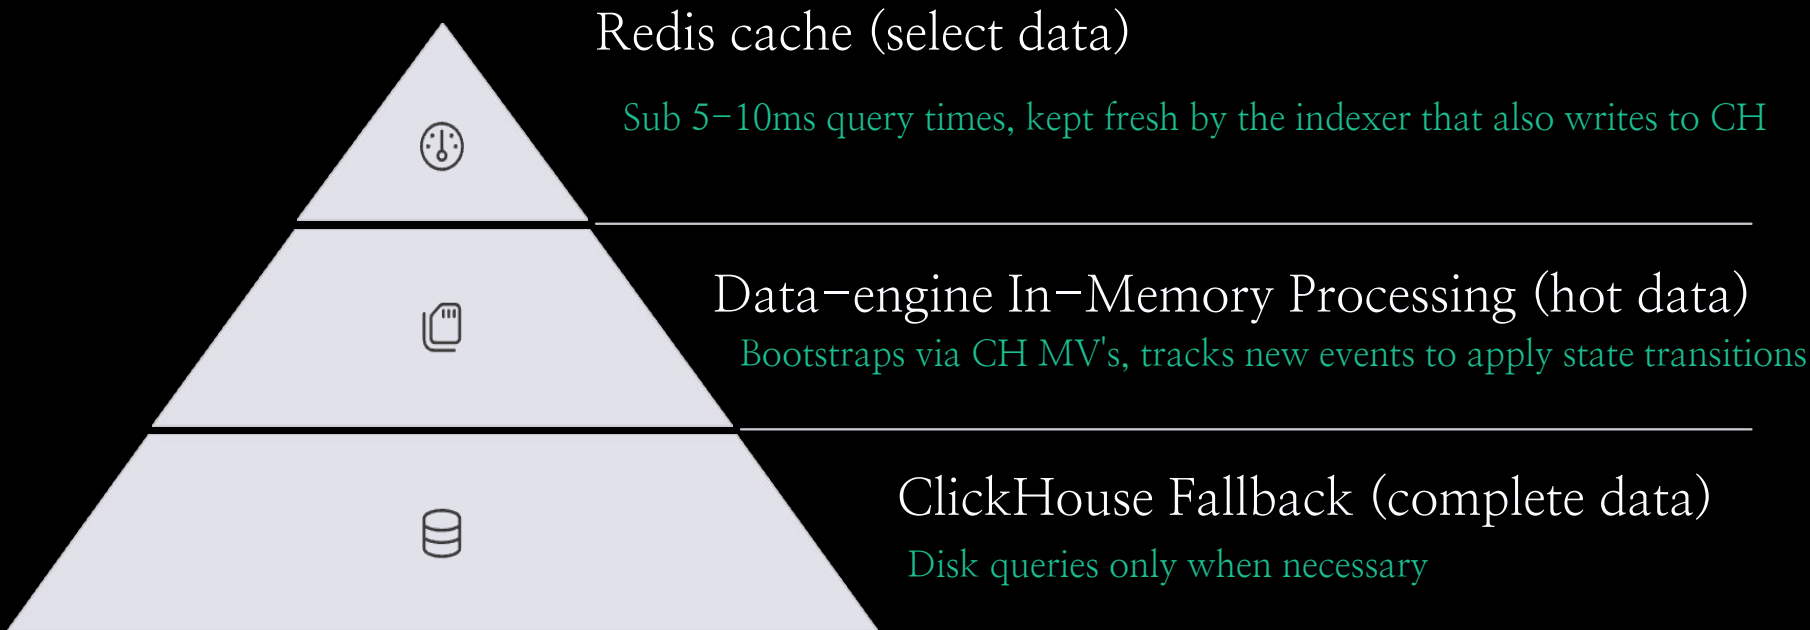 Redis cache (select data)
Sub 5-10ms query times, kept fresh by the indexer that also writes to CH
Data-engine In-Memory Processing (hot data)
Bootstraps via CH MV's, tracks new events to apply state transitions
ClickHouse Fallback (complete data)
Disk queries only when necessary